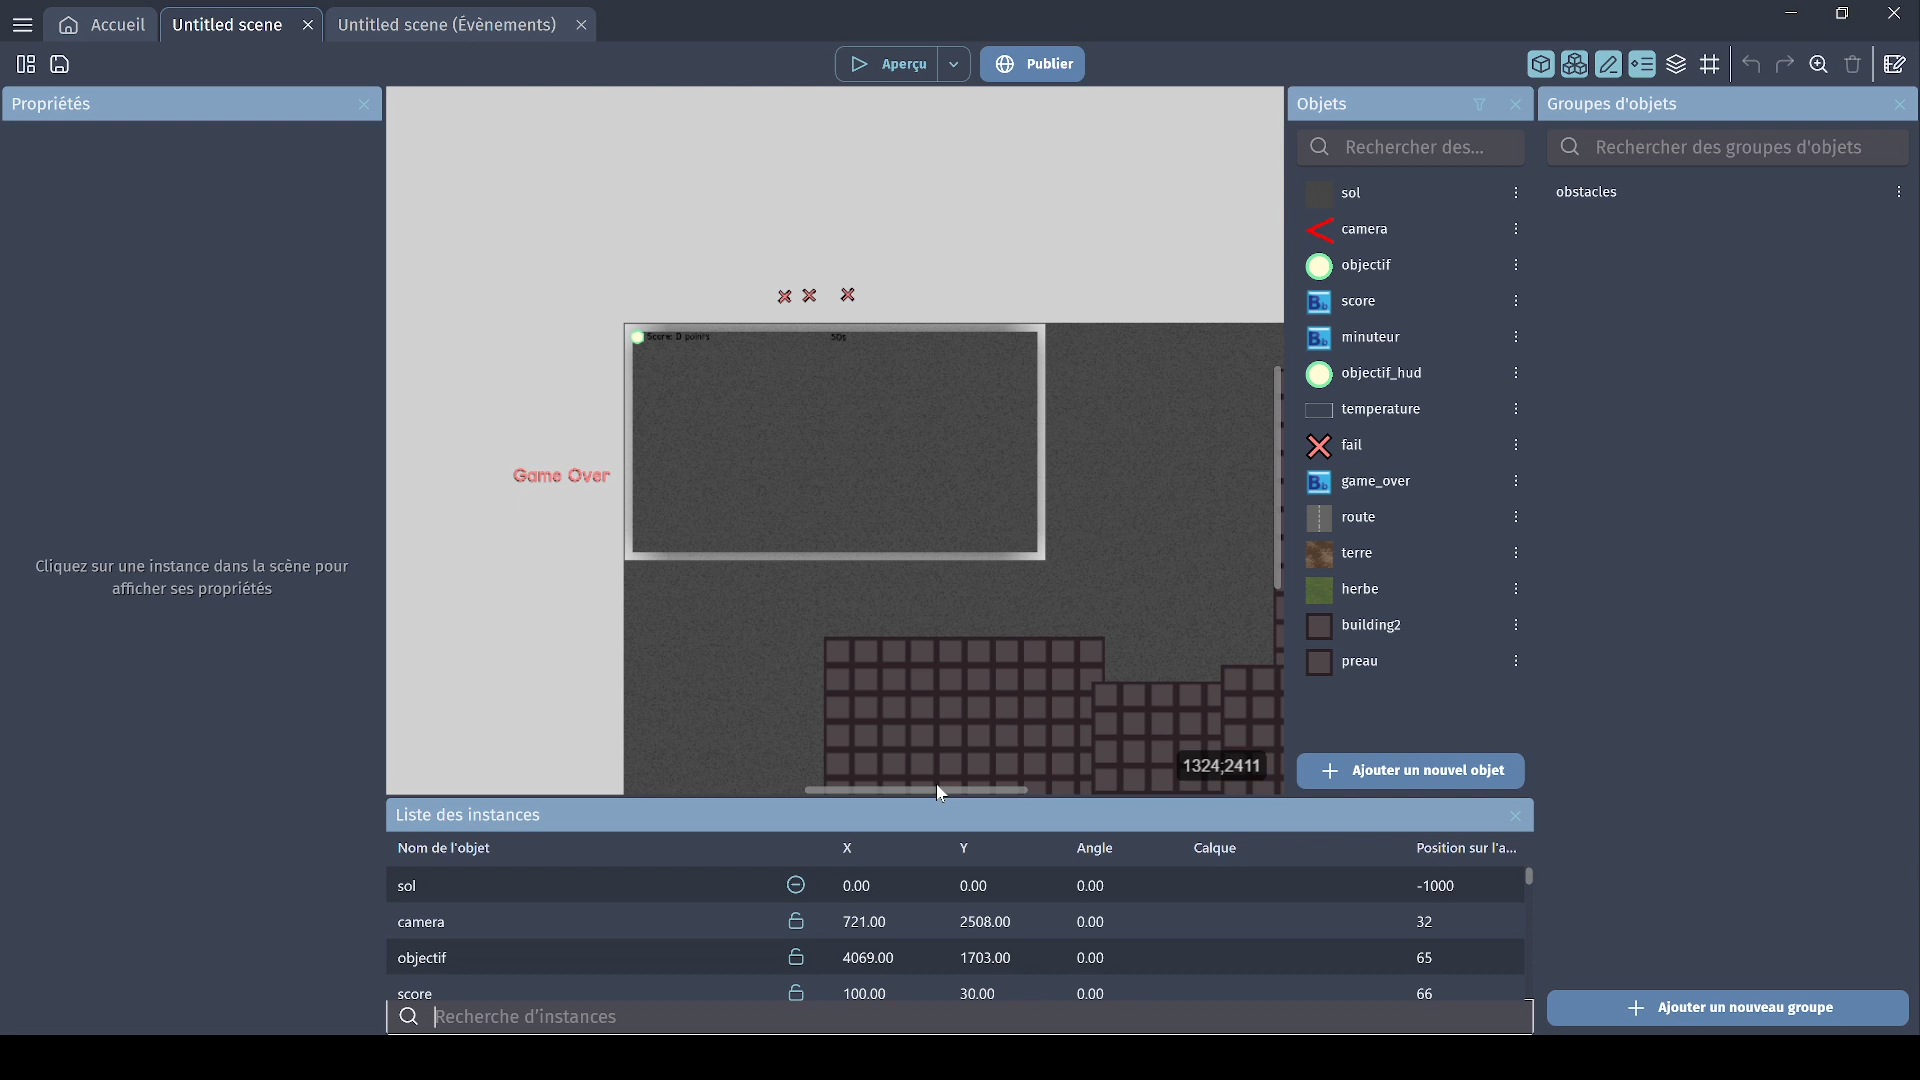 Accueil
Untitled scene
Untitled scene (Évènements)
Aperçu
Publier
Propriétés
Objets
Groupes d'objets
Rechercher des...
Rechercher des groupes d'objets
sol
obstacles
camera
objectif
score
minuteur
objectif_hud
temperature
fail
game_over
route
terre
herbe
building2
preau
Score: 0 points
50s
Game Over
Cliquez sur une instance dans la scène pour
afficher ses propriétés
1324;2411
Ajouter un nouvel objet
Liste des instances
Nom de l'objet X Y Angle Calque Position sur l'a...
sol 0.00 0.00 0.00 -1000
camera 721.00 2508.00 0.00 32
objectif 4069.00 1703.00 0.00 65
score 100.00 30.00 0.00 66
Recherche d'instances
Ajouter un nouveau groupe